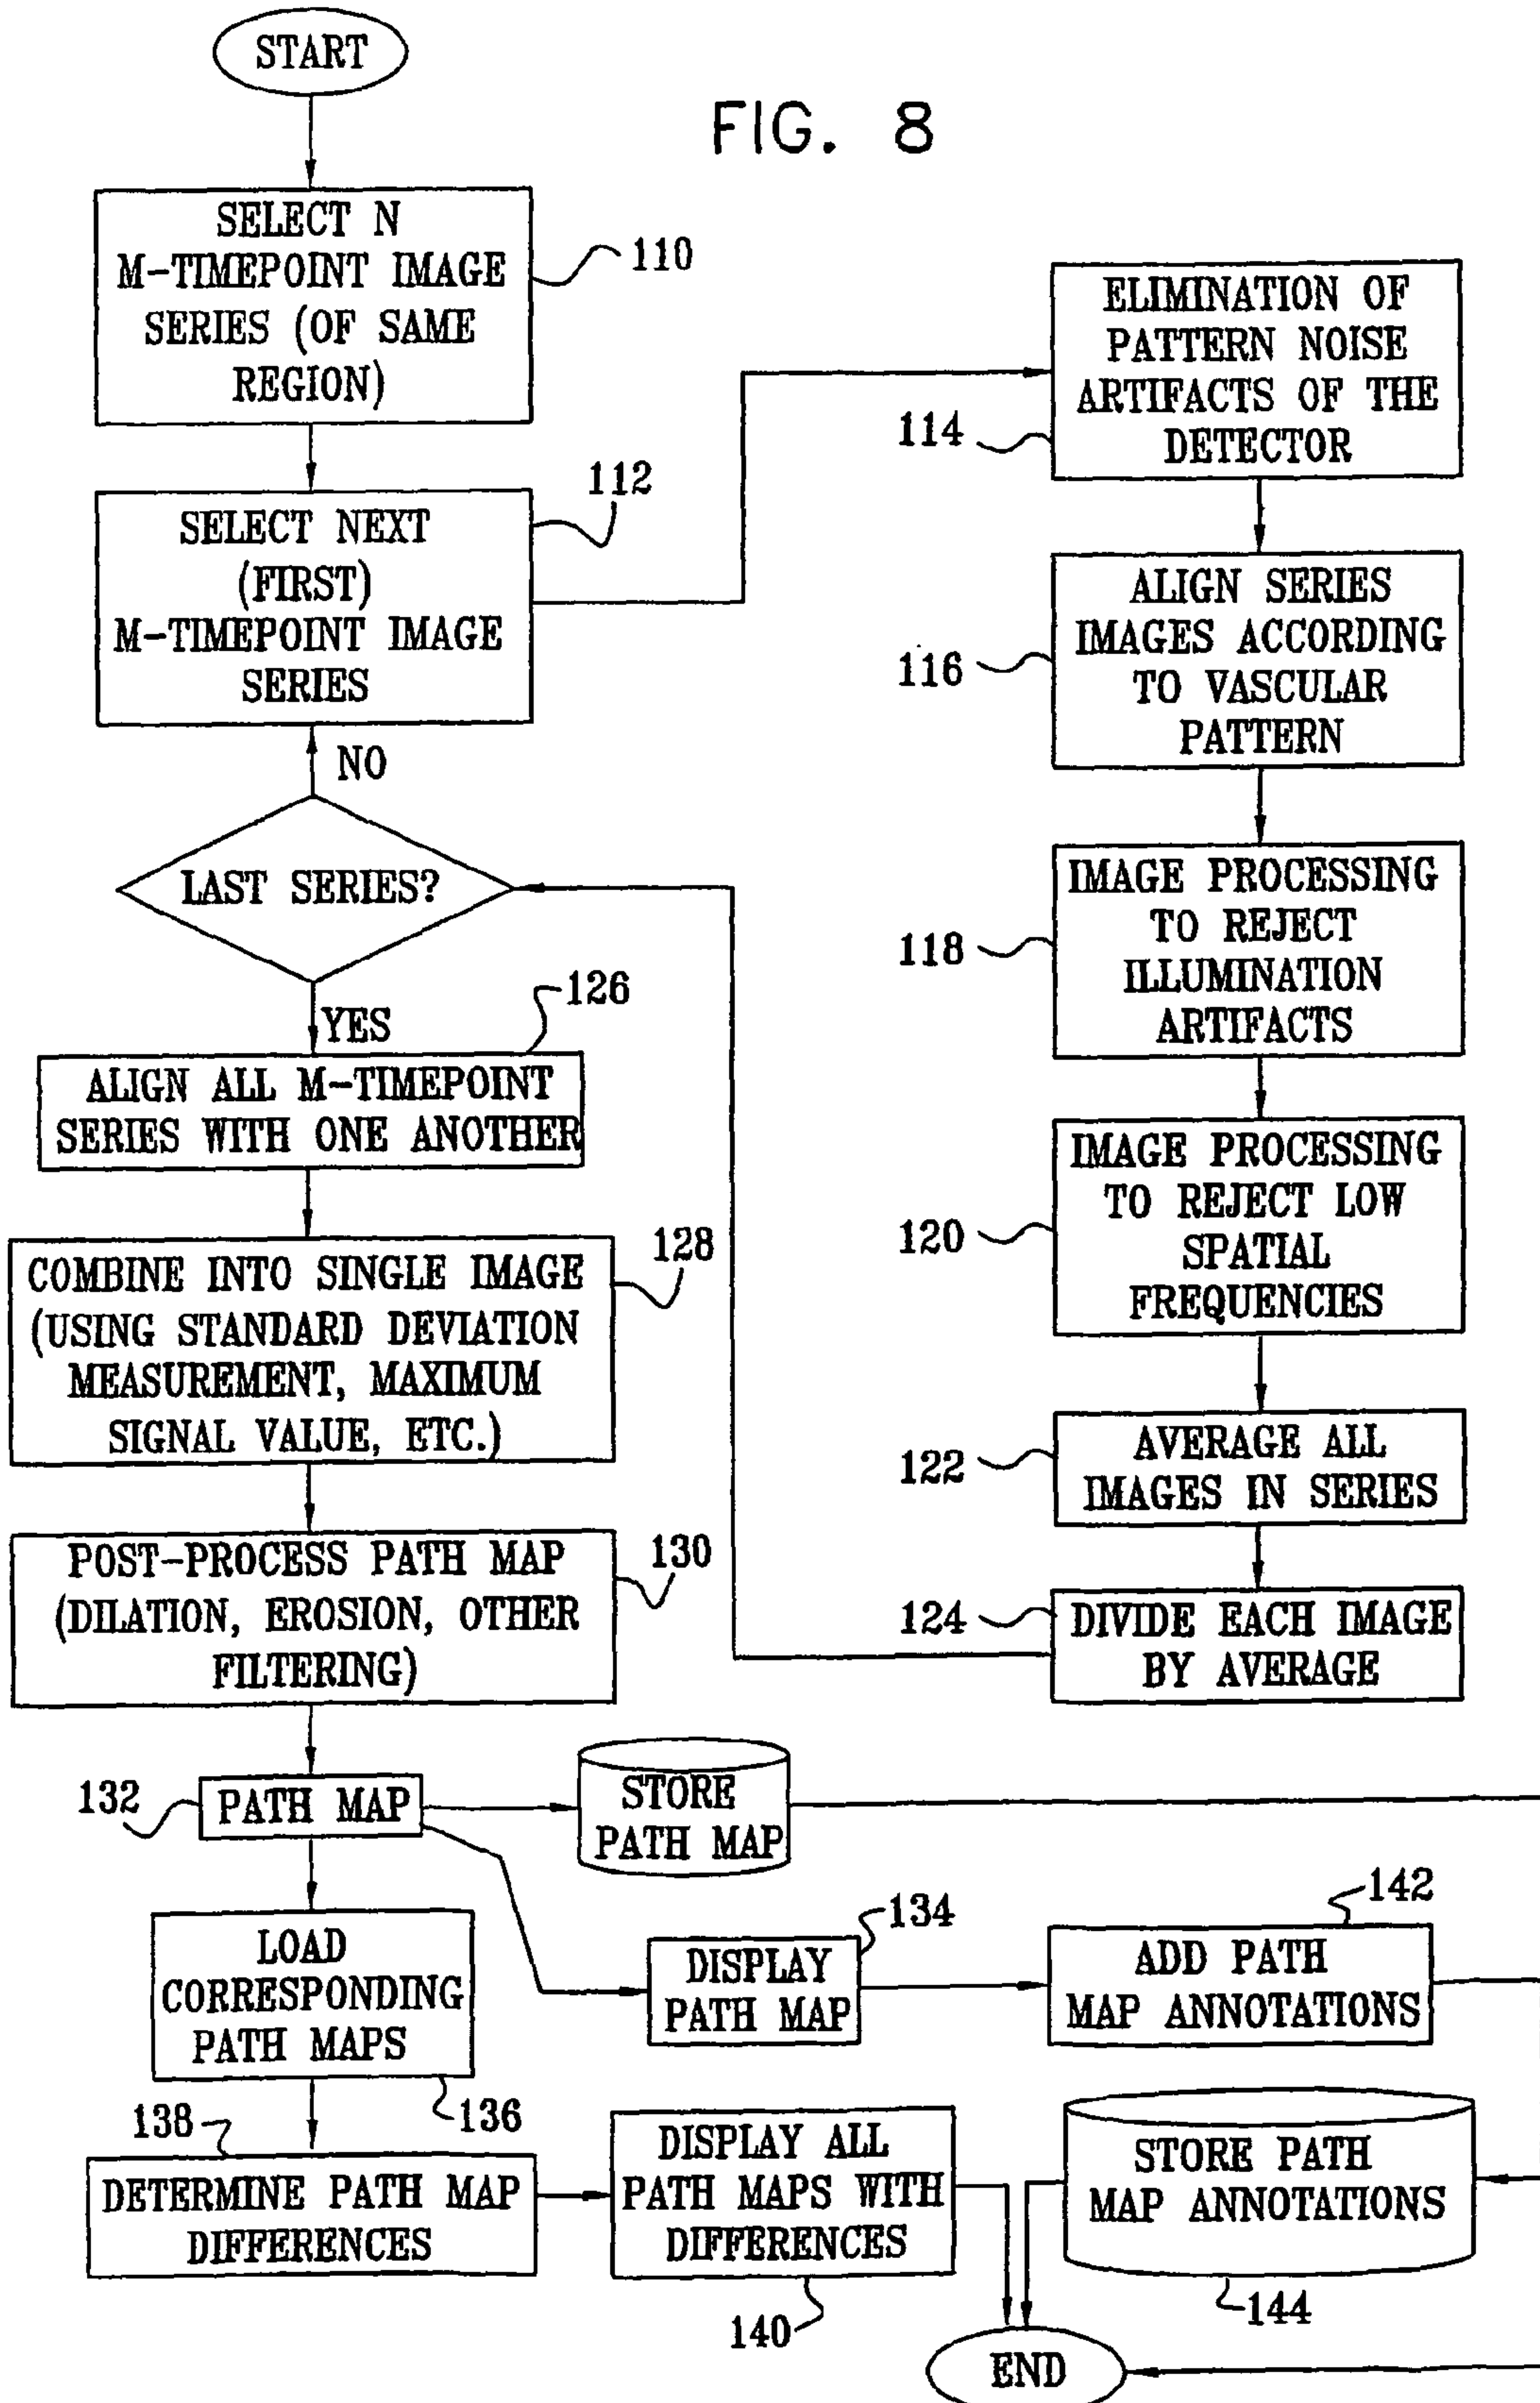 START
FIG. 8
SELECT N
M-TIMEPOINT IMAGE
SERIES (OF SAME
REGION)
110
SELECT NEXT
(FIRST)
M-TIMEPOINT IMAGE
SERIES
112
ELIMINATION OF
PATTERN NOISE
ARTIFACTS OF THE
DETECTOR
114
ALIGN SERIES
IMAGES ACCORDING
TO VASCULAR
PATTERN
116
IMAGE PROCESSING
TO REJECT
ILLUMINATION
ARTIFACTS
118
IMAGE PROCESSING
TO REJECT LOW
SPATIAL
FREQUENCIES
120
AVERAGE ALL
IMAGES IN SERIES
122
DIVIDE EACH IMAGE
BY AVERAGE
124
NO
LAST SERIES?
YES
126
ALIGN ALL M-TIMEPOINT
SERIES WITH ONE ANOTHER
COMBINE INTO SINGLE IMAGE
(USING STANDARD DEVIATION
MEASUREMENT, MAXIMUM
SIGNAL VALUE, ETC.)
128
POST-PROCESS PATH MAP
(DILATION, EROSION, OTHER
FILTERING)
130
132
PATH MAP
STORE
PATH MAP
LOAD
CORRESPONDING
PATH MAPS
136
134
DISPLAY
PATH MAP
142
ADD PATH
MAP ANNOTATIONS
138
DETERMINE PATH MAP
DIFFERENCES
DISPLAY ALL
PATH MAPS WITH
DIFFERENCES
140
STORE PATH
MAP ANNOTATIONS
144
END